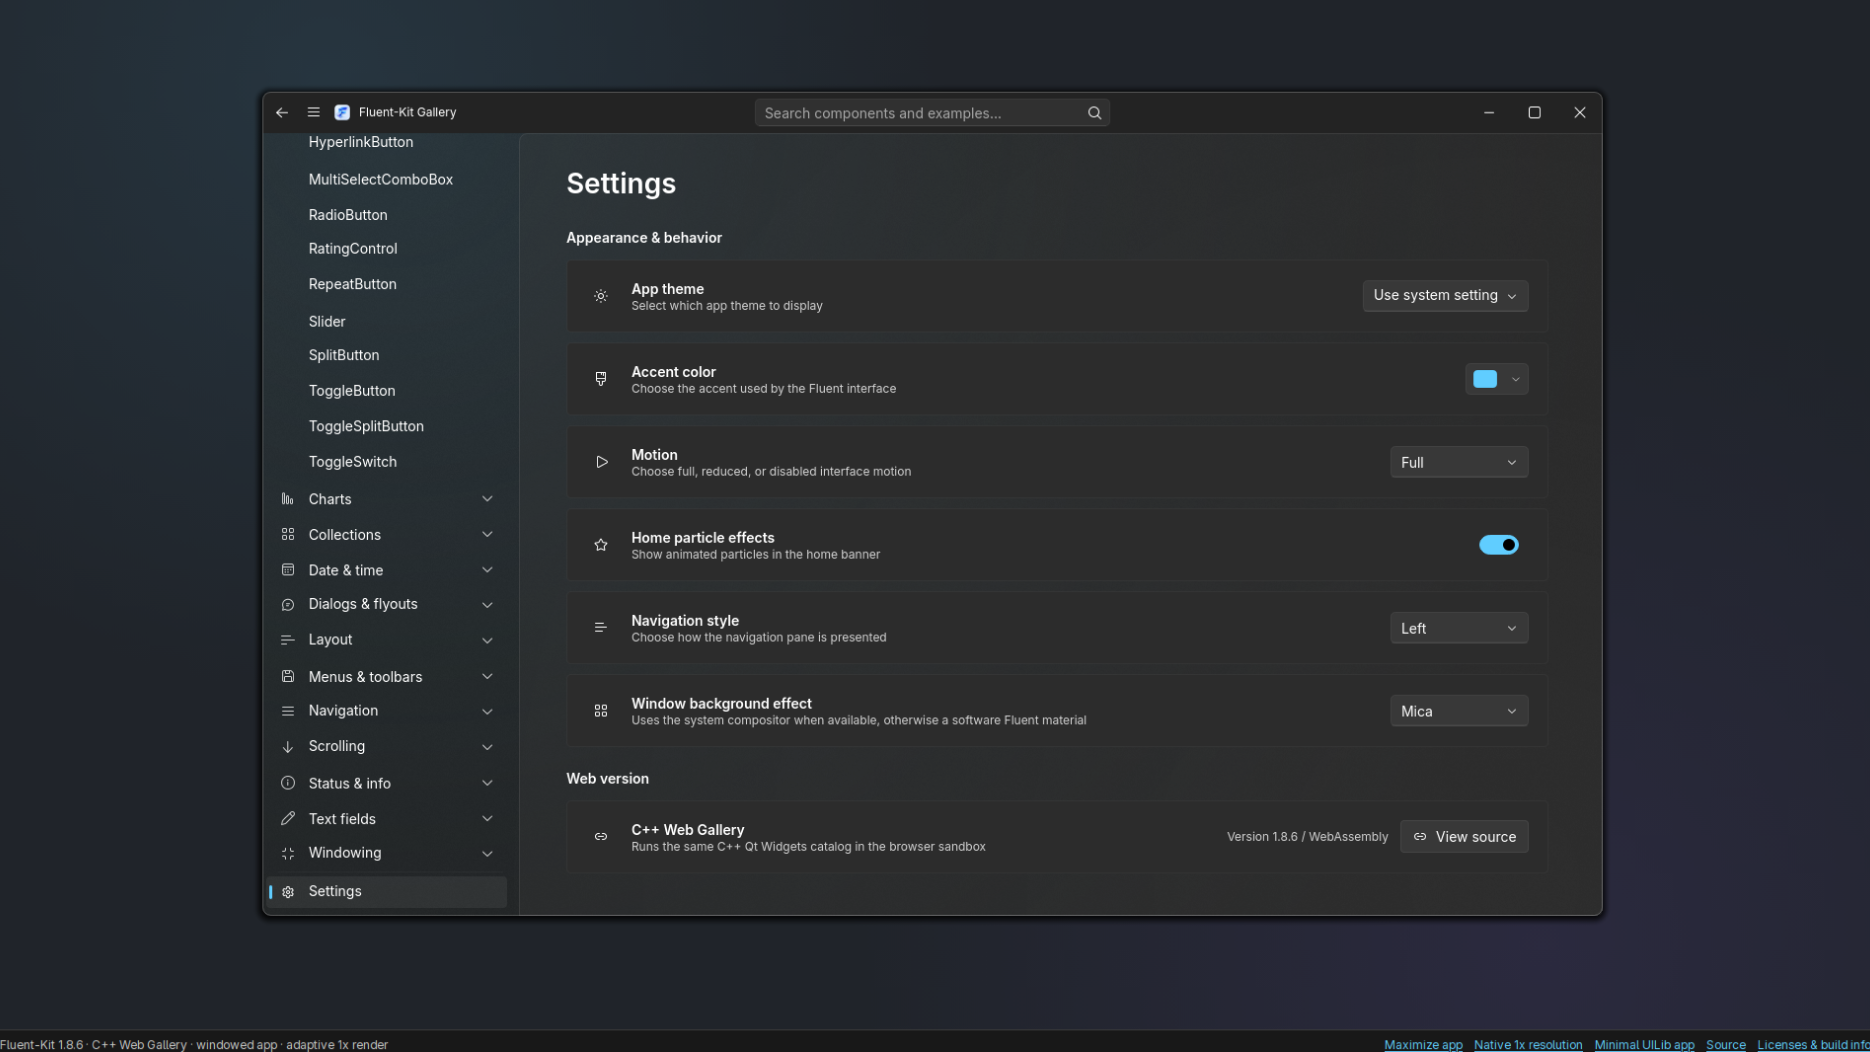 Fluent-Kit Gallery
Search components and examples...
HyperlinkButton
MultiSelectComboBox
RadioButton
RatingControl
RepeatButton
Slider
SplitButton
ToggleButton
ToggleSplitButton
ToggleSwitch
Charts
Collections
Date & time
Dialogs & flyouts
Layout
Menus & toolbars
Navigation
Scrolling
Status & info
Text fields
Windowing
Settings
Settings
Appearance & behavior
App theme
Select which app theme to display
Use system setting
Accent color
Choose the accent used by the Fluent interface
Motion
Choose full, reduced, or disabled interface motion
Full
Home particle effects
Show animated particles in the home banner
Navigation style
Choose how the navigation pane is presented
Left
Window background effect
Uses the system compositor when available, otherwise a software Fluent material
Mica
Web version
C++ Web Gallery
Runs the same C++ Qt Widgets catalog in the browser sandbox
Version 1.8.6 / WebAssembly
View source
Fluent-Kit 1.8.6 · C++ Web Gallery · windowed app · adaptive 1x render
Maximize app Native 1x resolution Minimal UILib app Source Licenses & build info